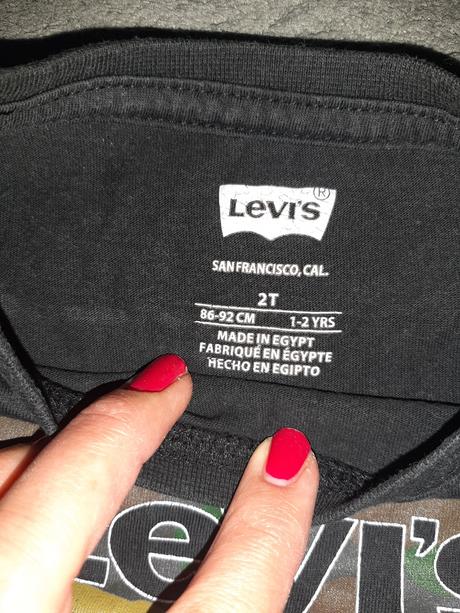 Levi's ®
SAN FRANCISCO, CAL.
2T
86-92 CM 1-2 YRS
MADE IN EGYPT
FABRIQUÉ EN ÉGYPTE
HECHO EN EGIPTO
Levi's